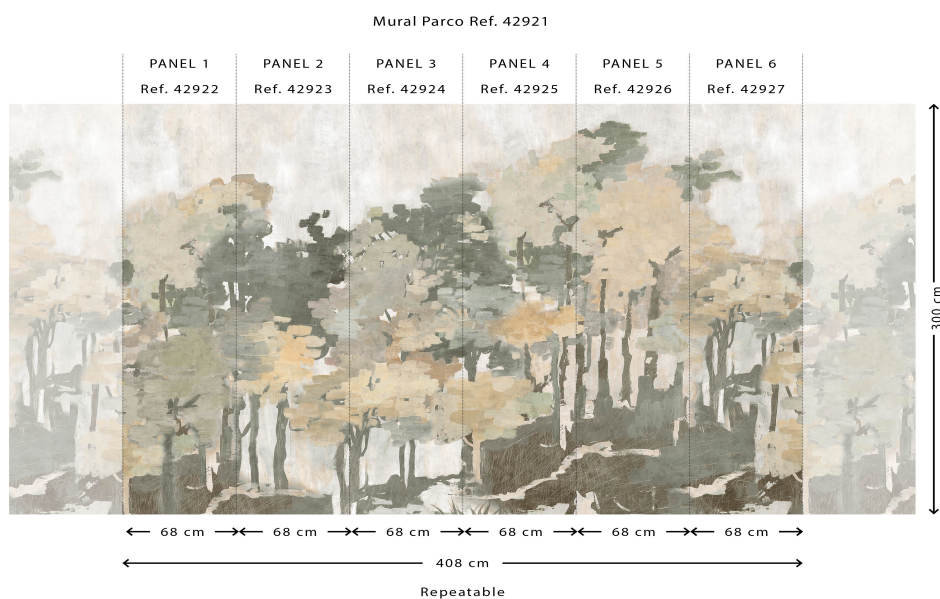 Mural Parco Ref. 42921
PANEL 1 PANEL 2 PANEL 3 PANEL 4 PANEL 5 PANEL 6
Ref. 42922 Ref. 42923 Ref. 42924 Ref. 42925 Ref. 42926 Ref. 42927
300 cm
68 cm 68 cm 68 cm 68 cm 68 cm 68 cm
408 cm
Repeatable